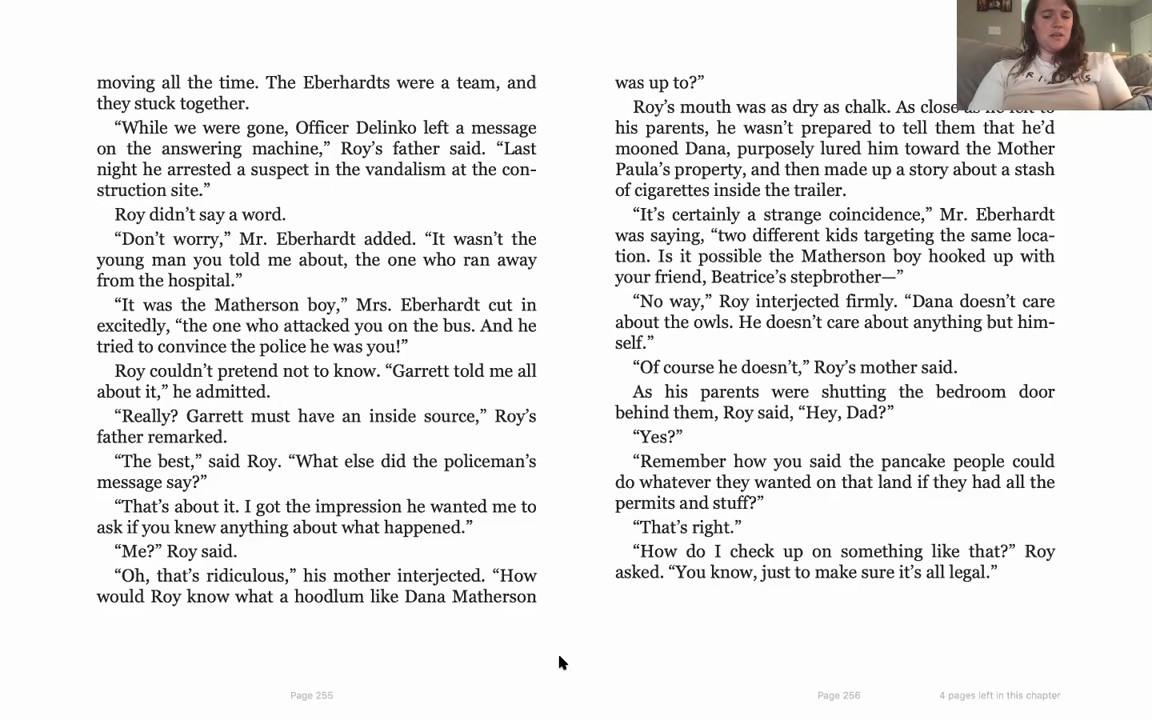 moving all the time. The Eberhardts were a team, and
they stuck together.
“While we were gone, Officer Delinko left a message
on the answering machine,” Roy’s father said. “Last
night he arrested a suspect in the vandalism at the con-
struction site.”
Roy didn’t say a word.
“Don’t worry,” Mr. Eberhardt added. “It wasn’t the
young man you told me about, the one who ran away
from the hospital.”
“It was the Matherson boy,” Mrs. Eberhardt cut in
excitedly, “the one who attacked you on the bus. And he
tried to convince the police he was you!”
Roy couldn’t pretend not to know. “Garrett told me all
about it,” he admitted.
“Really? Garrett must have an inside source,” Roy’s
father remarked.
“The best,” said Roy. “What else did the policeman’s
message say?”
“That’s about it. I got the impression he wanted me to
ask if you knew anything about what happened.”
“Me?” Roy said.
“Oh, that’s ridiculous,” his mother interjected. “How
would Roy know what a hoodlum like Dana Matherson
Page 255
was up to?”
Roy’s mouth was as dry as chalk. As close as he felt to
his parents, he wasn’t prepared to tell them that he’d
mooned Dana, purposely lured him toward the Mother
Paula’s property, and then made up a story about a stash
of cigarettes inside the trailer.
“It’s certainly a strange coincidence,” Mr. Eberhardt
was saying, “two different kids targeting the same loca-
tion. Is it possible the Matherson boy hooked up with
your friend, Beatrice’s stepbrother—”
“No way,” Roy interjected firmly. “Dana doesn’t care
about the owls. He doesn’t care about anything but him-
self.”
“Of course he doesn’t,” Roy’s mother said.
As his parents were shutting the bedroom door
behind them, Roy said, “Hey, Dad?”
“Yes?”
“Remember how you said the pancake people could
do whatever they wanted on that land if they had all the
permits and stuff?”
“That’s right.”
“How do I check up on something like that?” Roy
asked. “You know, just to make sure it’s all legal.”
Page 256
4 pages left in this chapter